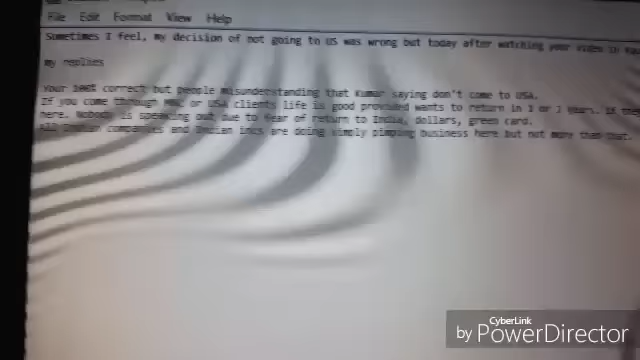 File Edit Format View Help
Sometimes I feel, my decision of not going to US was wrong but today after watching your video
my replies
Your 100% correct but people misunderstanding that Kumar saying don't come to USA.
If you come through MNC or USA clients life is good provided wants to return in 2 or 3 years.
here. Nobody is speaking out due to fear of return to India, dollars, green card.
All Indian companies and Indian incs are doing simply pimping business here but not more than that.
CyberLink
by PowerDirector